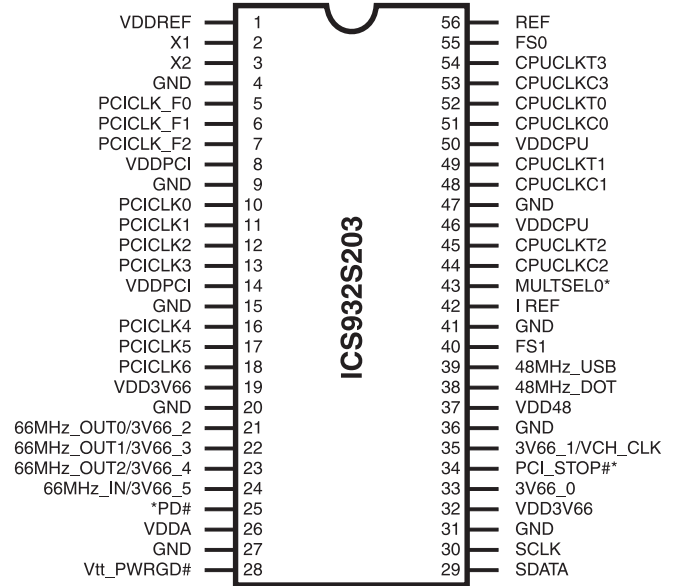 VDDREF 1 56 REF
X1 2 55 FS0
X2 3 54 CPUCLKT3
GND 4 53 CPUCLKC3
PCICLK_F0 5 52 CPUCLKT0
PCICLK_F1 6 51 CPUCLKC0
PCICLK_F2 7 50 VDDCPU
VDDPCI 8 49 CPUCLKT1
GND 9 48 CPUCLKC1
PCICLK0 10 47 GND
PCICLK1 11 46 VDDCPU
PCICLK2 12 45 CPUCLKT2
PCICLK3 13 44 CPUCLKC2
VDDPCI 14 43 MULTSEL0*
GND 15 42 I REF
PCICLK4 16 41 GND
PCICLK5 17 40 FS1
PCICLK6 18 39 48MHz_USB
VDD3V66 19 38 48MHz_DOT
GND 20 37 VDD48
66MHz_OUT0/3V66_2 21 36 GND
66MHz_OUT1/3V66_3 22 35 3V66_1/VCH_CLK
66MHz_OUT2/3V66_4 23 34 PCI_STOP#*
66MHz_IN/3V66_5 24 33 3V66_0
*PD# 25 32 VDD3V66
VDDA 26 31 GND
GND 27 30 SCLK
Vtt_PWRGD# 28 29 SDATA
ICS932S203